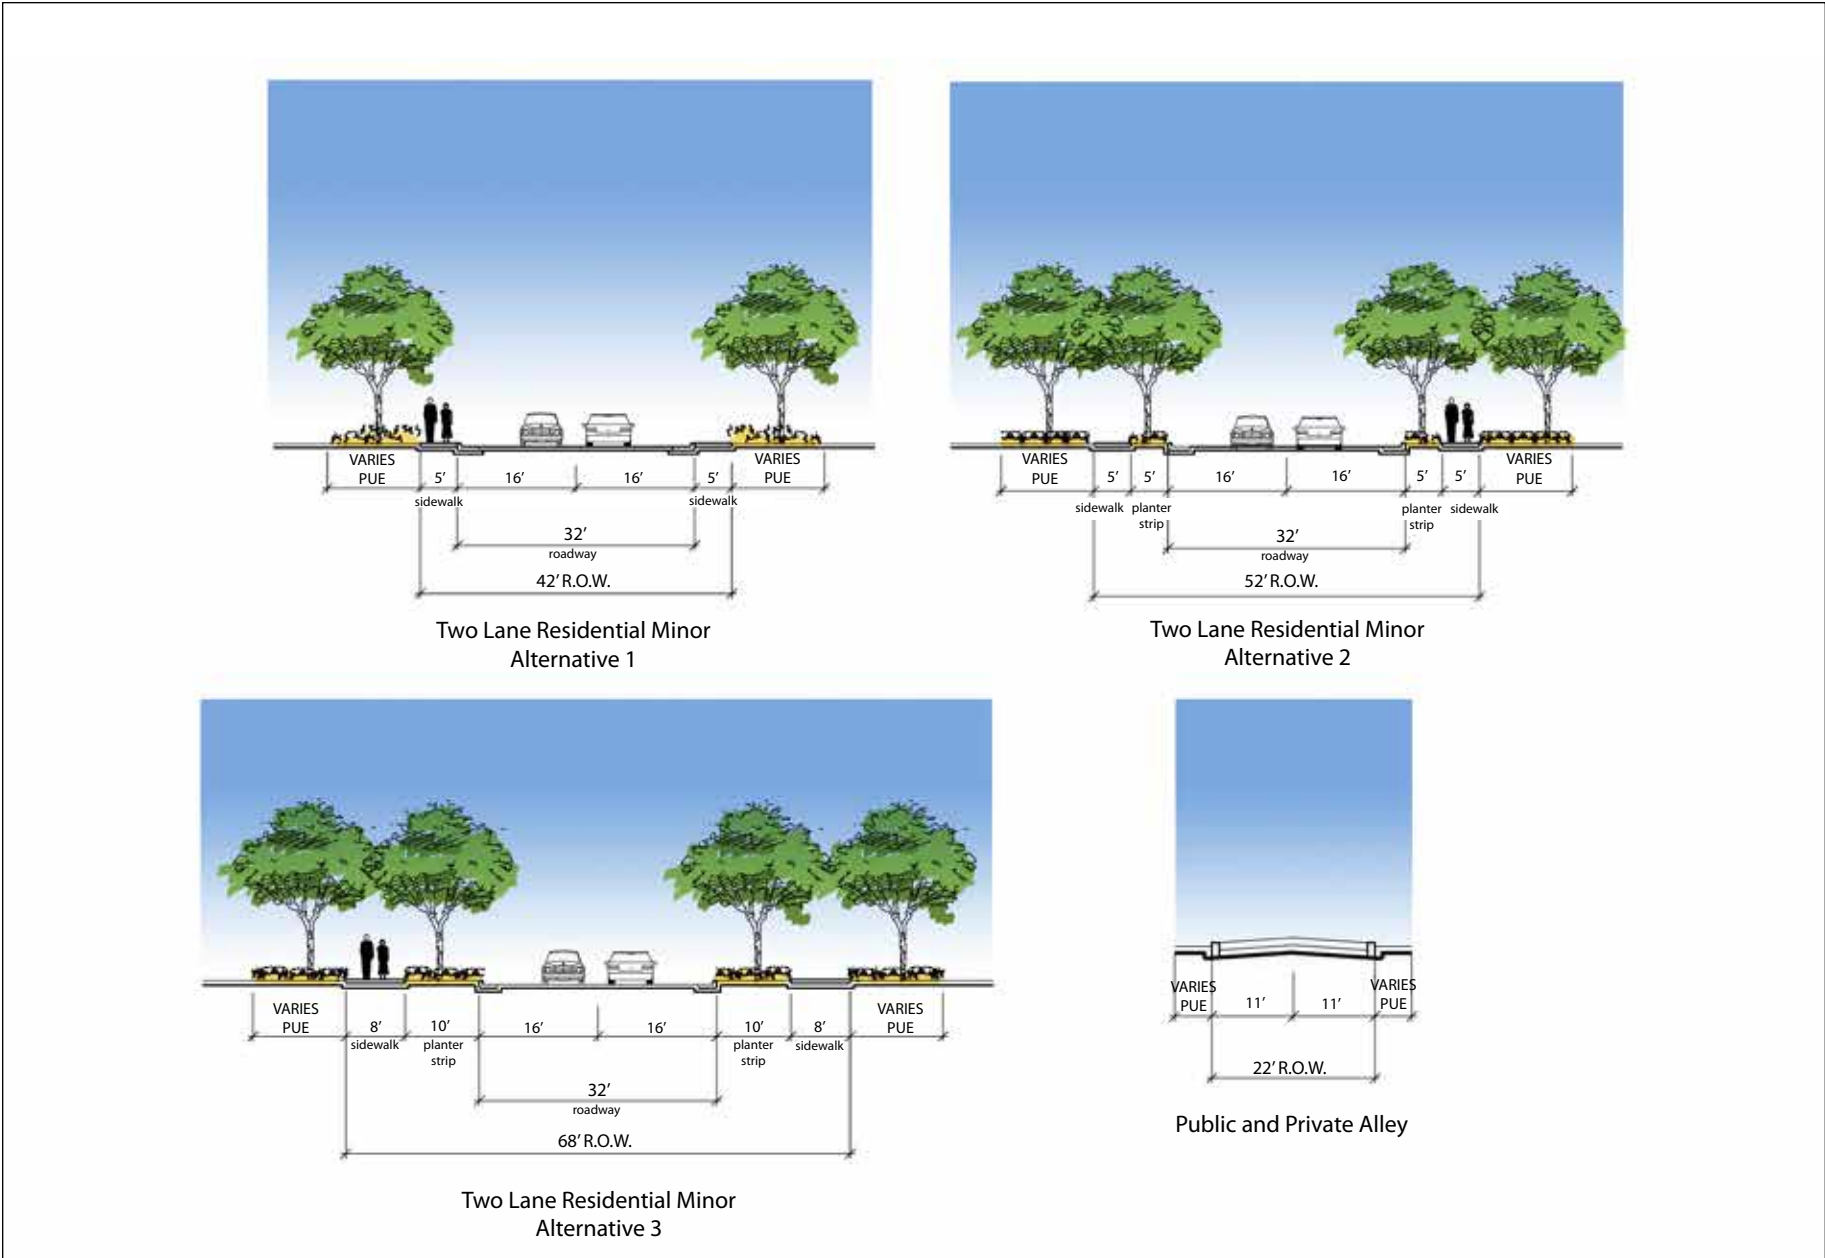 VARIES
PUE
5’
16’
16’
5’
VARIES
PUE
sidewalk
sidewalk
32’
roadway
42’ R.O.W.
Two Lane Residential Minor
Alternative 1
VARIES
PUE
5’
5’
16’
16’
5’
5’
VARIES
PUE
sidewalk
planter
strip
planter
strip
sidewalk
32’
roadway
52’ R.O.W.
Two Lane Residential Minor
Alternative 2
VARIES
PUE
8’
10’
16’
16’
10’
8’
VARIES
PUE
sidewalk
planter
strip
planter
strip
sidewalk
32’
roadway
68’ R.O.W.
Two Lane Residential Minor
Alternative 3
VARIES
PUE
11’
11’
VARIES
PUE
22’ R.O.W.
Public and Private Alley